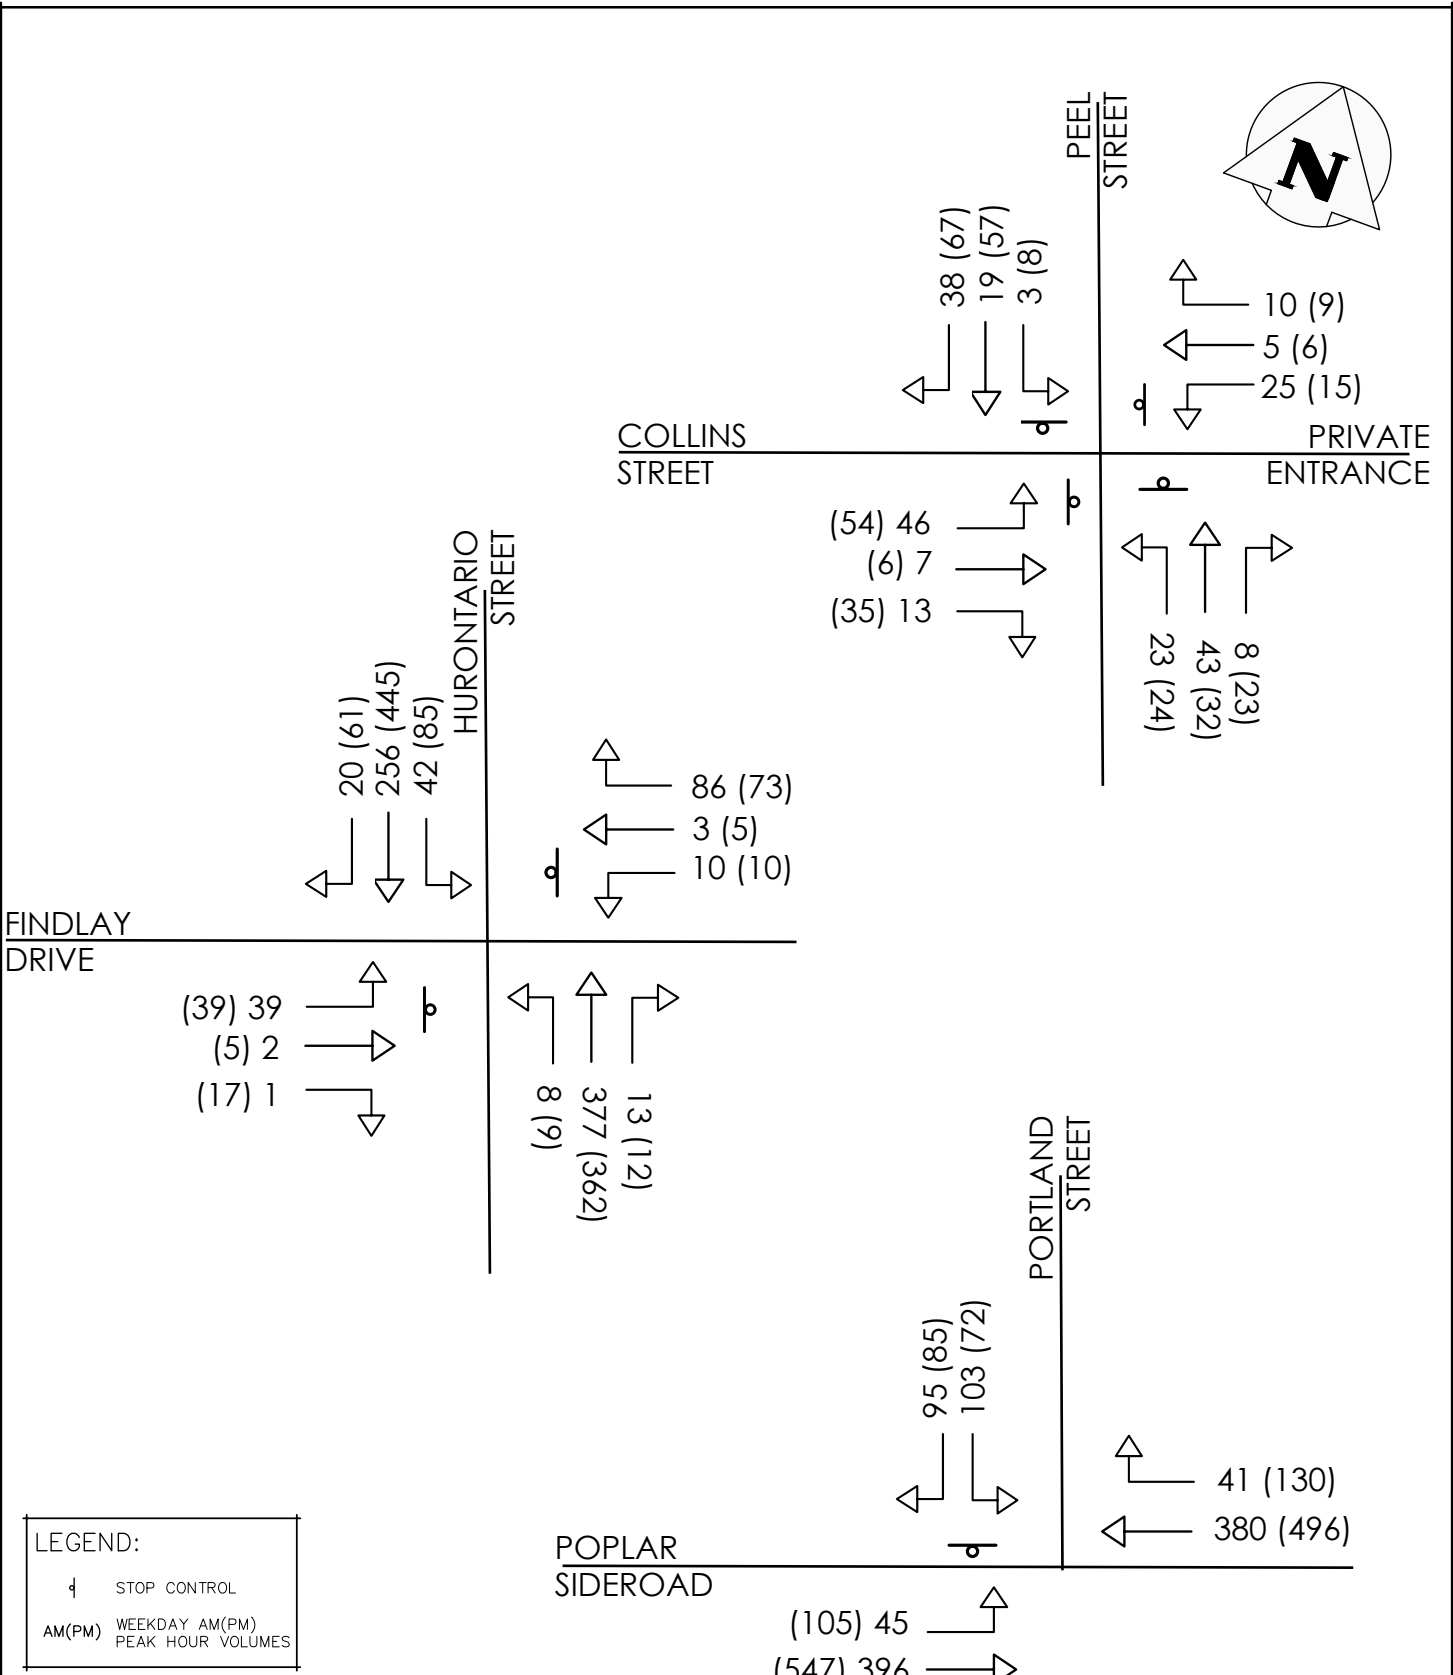 PEEL
STREET
N
38 (67)
19 (57)
3 (8)
10 (9)
5 (6)
25 (15)
COLLINS
STREET
PRIVATE
ENTRANCE
(54) 46
(6) 7
(35) 13
23 (24)
43 (32)
8 (23)
HURONTARIO
STREET
20 (61)
256 (445)
42 (85)
86 (73)
3 (5)
10 (10)
FINDLAY
DRIVE
(39) 39
(5) 2
(17) 1
8 (9)
377 (362)
13 (12)
PORTLAND
STREET
95 (85)
103 (72)
41 (130)
380 (496)
POPLAR
SIDEROAD
(105) 45
(547) 396
LEGEND:
STOP CONTROL
AM(PM) WEEKDAY AM(PM)
PEAK HOUR VOLUMES